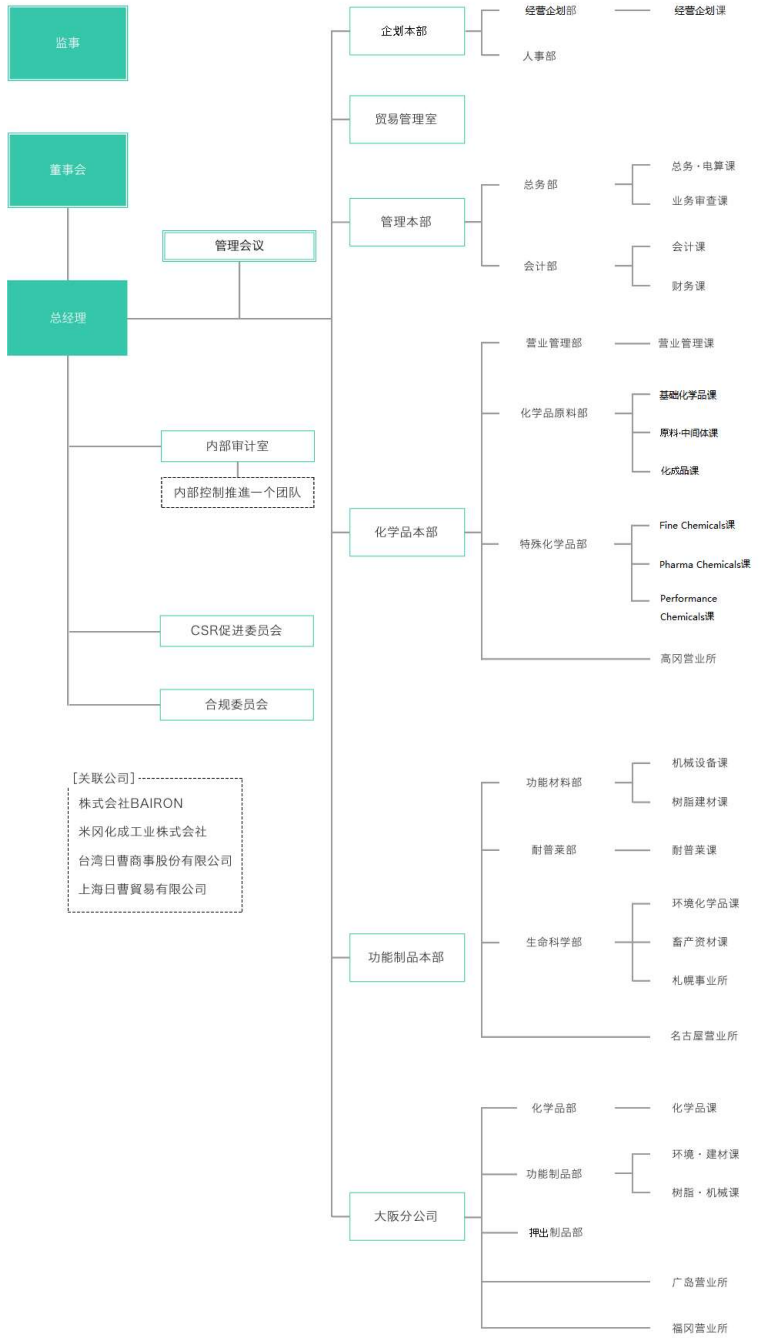 监事
董事会
总经理
管理会议
内部审计室
内部控制推進一个团队
CSR促进委员会
合规委员会
[关联公司]
株式会社BAIRON
米冈化成工业株式会社
台湾日曹商事股份有限公司
上海日曹貿易有限公司
企划本部
经营企划部
经营企划课
人事部
贸易管理室
管理本部
总务部
总务·电算课
业务审查课
会计部
会计课
财务课
化学品本部
营业管理部
营业管理课
化学品原料部
基础化学品课
原料·中间体课
化成品课
特殊化学品部
Fine Chemicals课
Pharma Chemicals课
Performance
Chemicals课
高冈营业所
功能制品本部
功能材料部
机械设备课
树脂建材课
耐普莱部
耐普莱课
生命科学部
环境化学品课
畜产资材课
札幌事业所
名古屋营业所
大阪分公司
化学品部
化学品课
功能制品部
环境·建材课
树脂·机械课
押出制品部
广岛营业所
福冈营业所